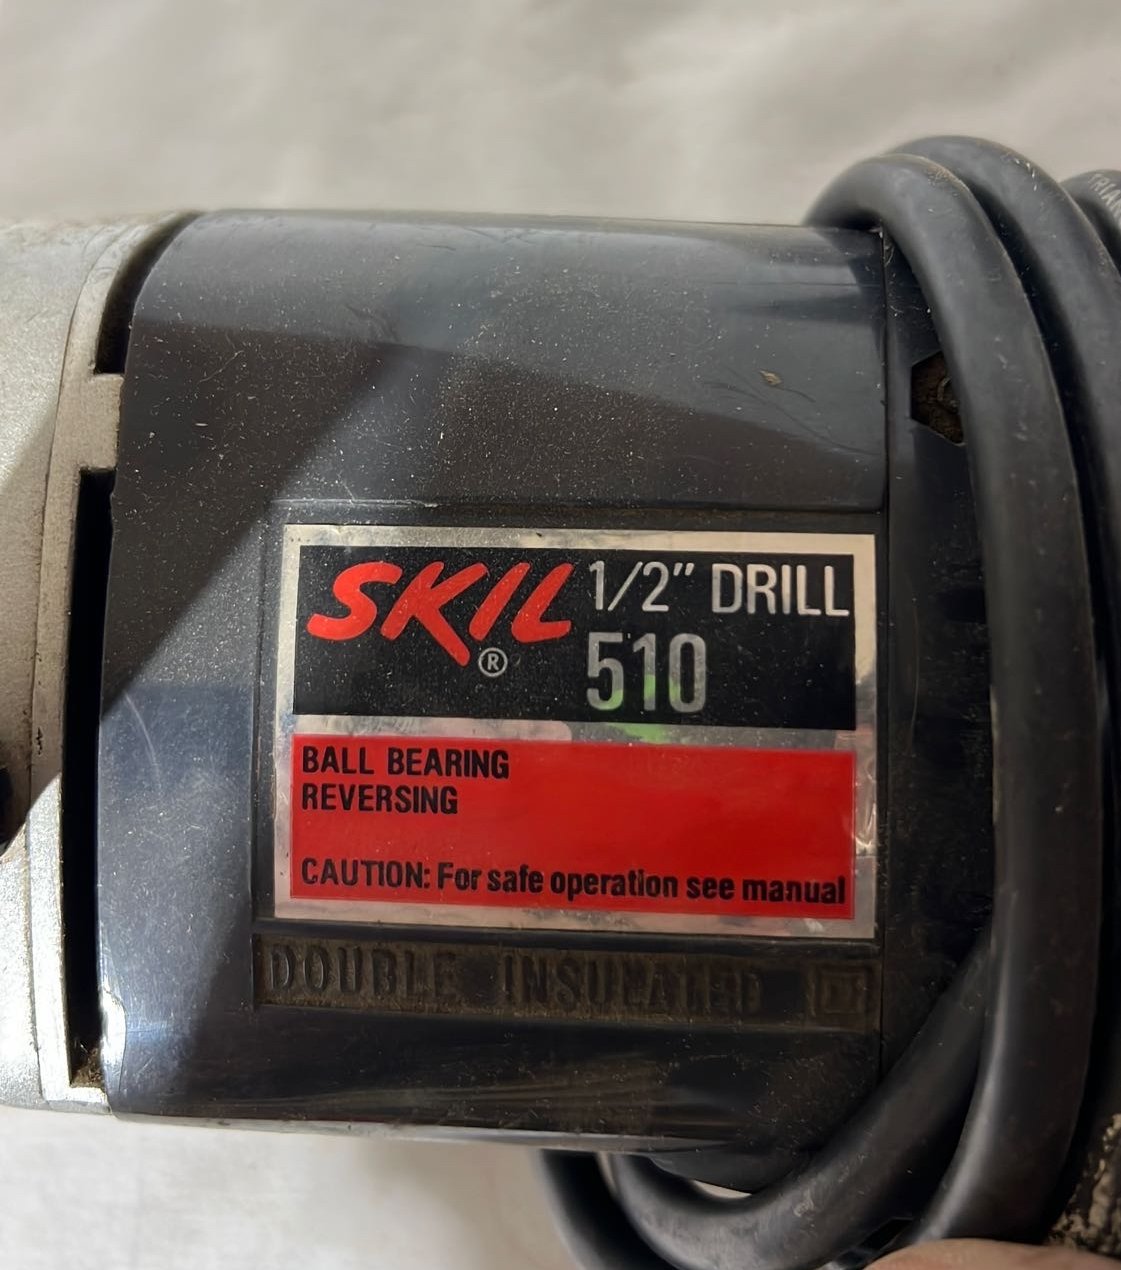 SKIL® 1/2" DRILL
510
BALL BEARING
REVERSING
CAUTION: For safe operation see manual
DOUBLE INSULATED